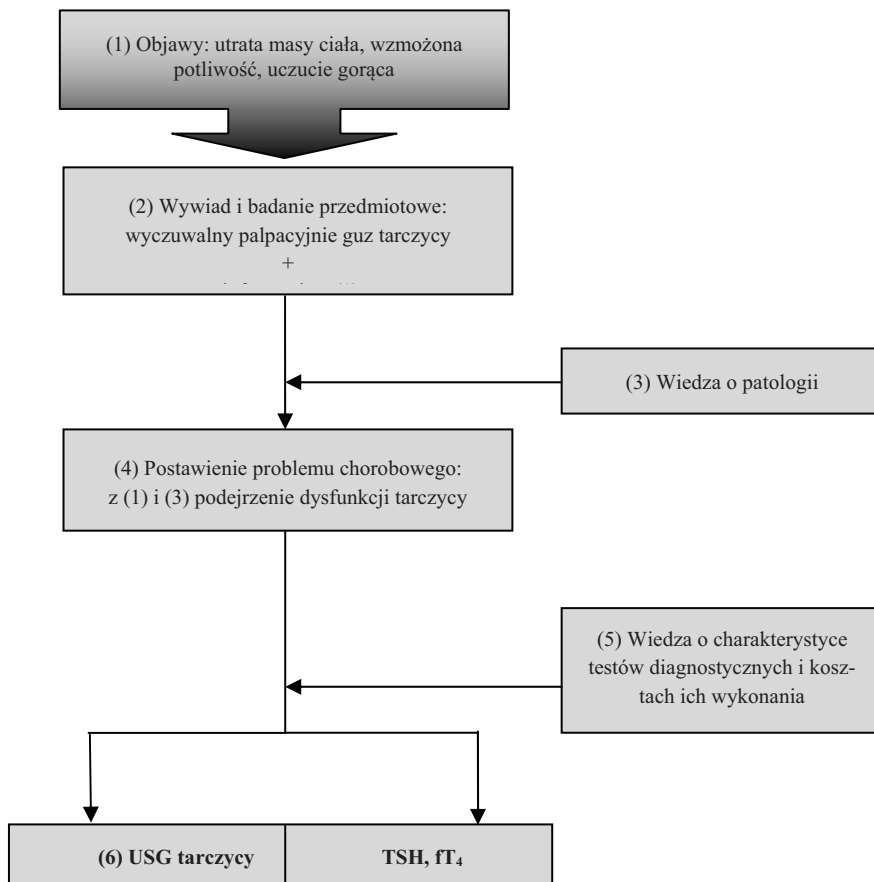 (1) Objawy: utrata masy ciała, wzmożona
potliwość, uczucie gorąca
(2) Wywiad i badanie przedmiotowe:
wyczuwalny palpacyjnie guz tarczycy
+
(3) Wiedza o patologii
(4) Postawienie problemu chorobowego:
z (1) i (3) podejrzenie dysfunkcji tarczycy
(5) Wiedza o charakterystyce
testów diagnostycznych i kosz-
tach ich wykonania
(6) USG tarczycy
TSH, fT₄